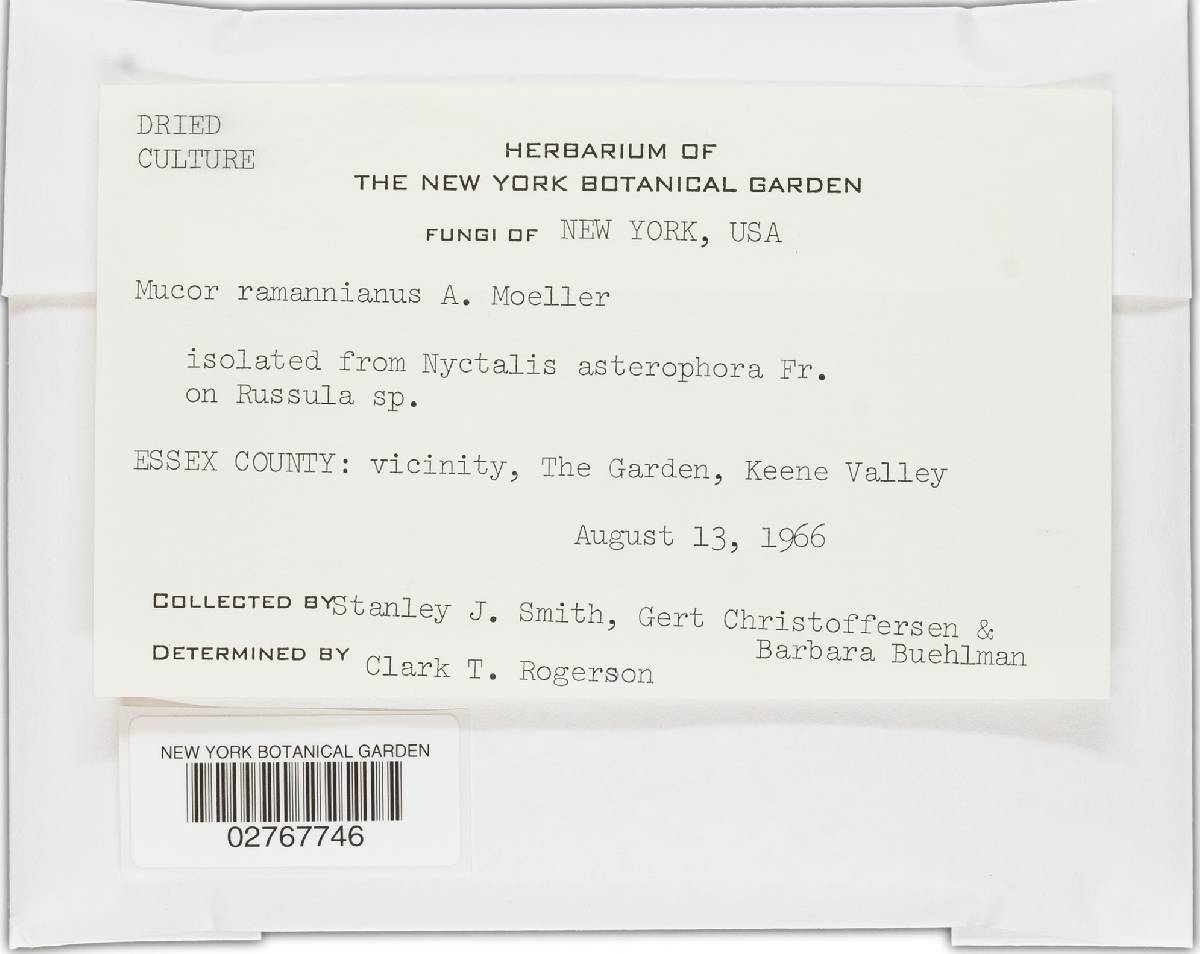 DRIED
CULTURE
HERBARIUM OF
THE NEW YORK BOTANICAL GARDEN
FUNGI OF NEW YORK, USA
Mucor ramannianus A. Moeller
isolated from Nyctalis asterophora Fr.
on Russula sp.
ESSEX COUNTY: vicinity, The Garden, Keene Valley
August 13, 1966
COLLECTED BY Stanley J. Smith, Gert Christoffersen &
Barbara Buehlman
DETERMINED BY Clark T. Rogerson
NEW YORK BOTANICAL GARDEN
02767746